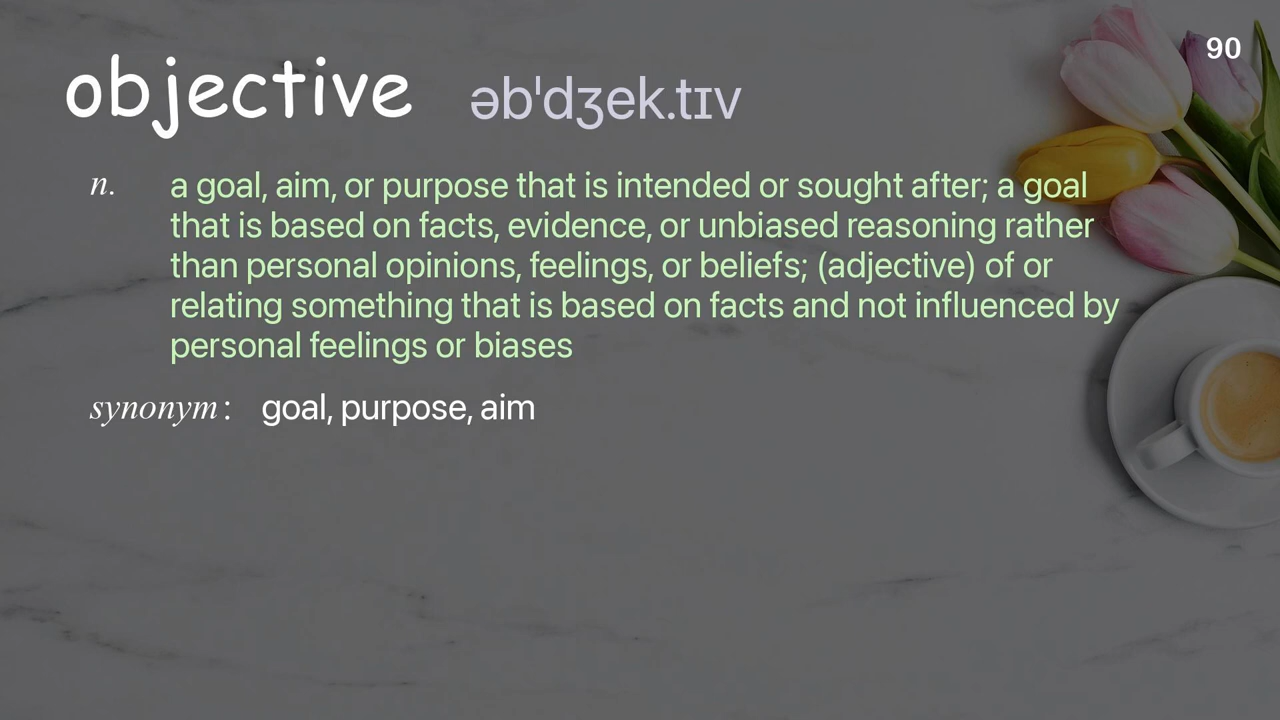 90
objective əbˈdʒek.tɪv
n. a goal, aim, or purpose that is intended or sought after; a goal
that is based on facts, evidence, or unbiased reasoning rather
than personal opinions, feelings, or beliefs; (adjective) of or
relating something that is based on facts and not influenced by
personal feelings or biases
synonym: goal, purpose, aim